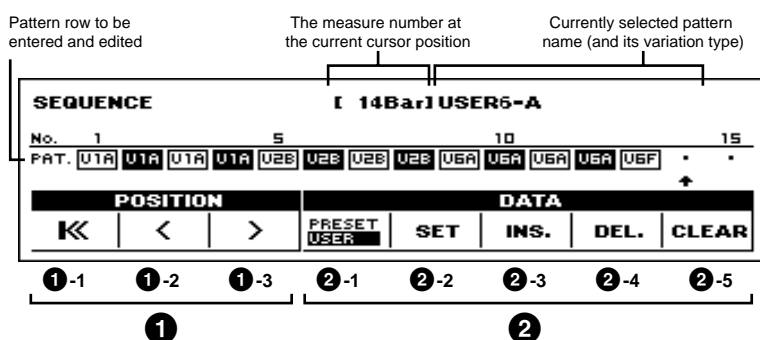 Pattern row to be
entered and edited
The measure number at
the current cursor position
Currently selected pattern
name (and its variation type)
SEQUENCE [ 14Bar] USER6-A
No. 1 5 10 15
PAT. U1A U1A U1A U1A U2B U2B U2B U2B U6A U6A U6A U6A U6F
POSITION DATA
PRESET
USER
SET INS. DEL. CLEAR
< >
1-1 1-2 1-3 2-1 2-2 2-3 2-4 2-5
1 2